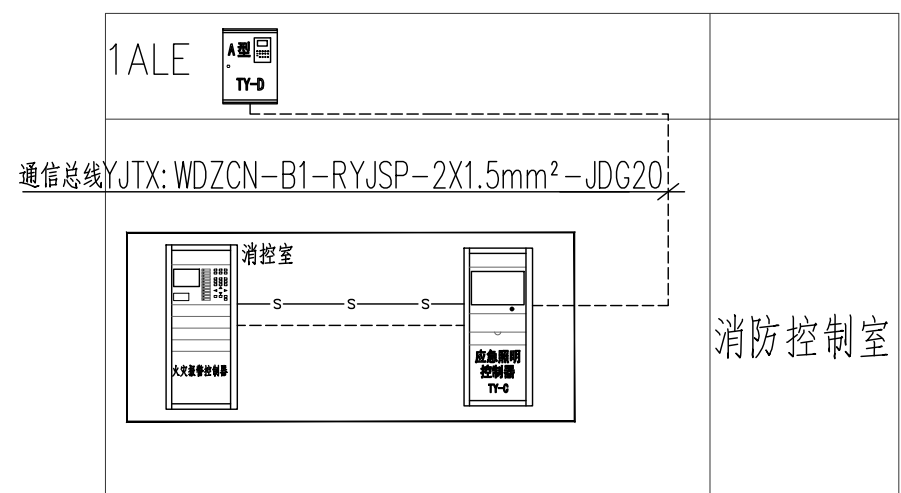 1ALE
A型
TY-D
通信总线YJTX:WDZCN-B1-RYJSP-2X1.5mm²-JDG20
消控室
S S S
火灾报警控制器
应急照明
控制器
TY-C
消防控制室